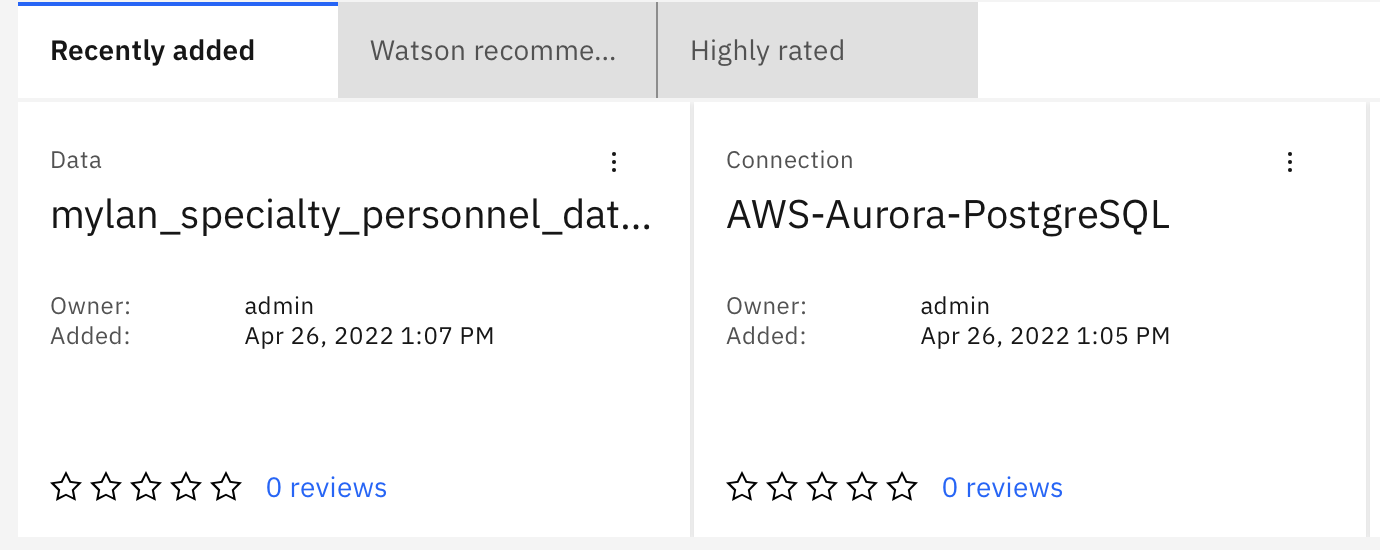 Recently added
Watson recomme...
Highly rated
Data
mylan_specialty_personnel_dat...
Owner: admin
Added: Apr 26, 2022 1:07 PM
0 reviews
Connection
AWS-Aurora-PostgreSQL
Owner: admin
Added: Apr 26, 2022 1:05 PM
0 reviews